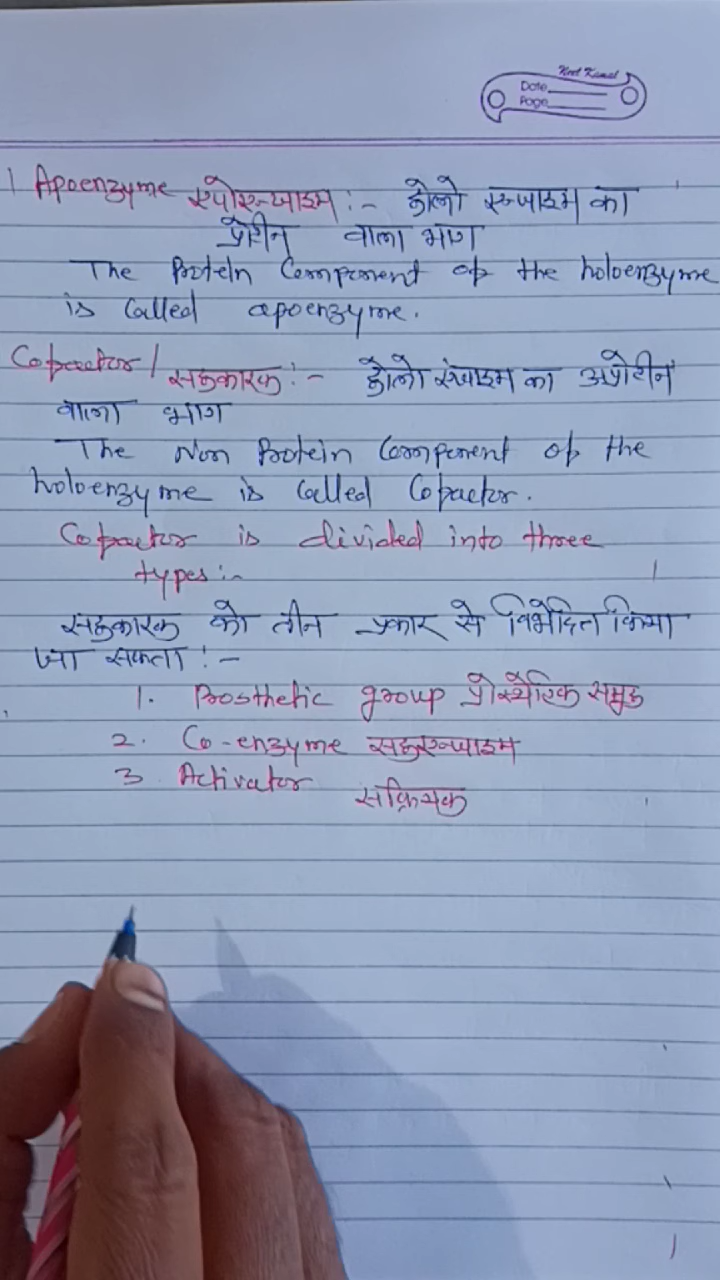 Neel Kamal
Date
Page
1 Apoenzyme एपोएन्जाइम :- होलो एन्जाइम का
प्रोटीन वाला भाग
The Protein Component of the holoenzyme
is Called apoenzyme.
Cofactor / सहकारक :- होलो एंजाइम का अप्रोटीन
वाला भाग
The Non Protein Component of the
holoenzyme is Called Cofactor.
Cofactor is divided into three
types :-
सहकारक को तीन प्रकार से विभेदित किया
जा सकता :-
1. Prosthetic group प्रोस्थेटिक समूह
2. Co-enzyme सहएन्जाइम
3 Activator सक्रियक